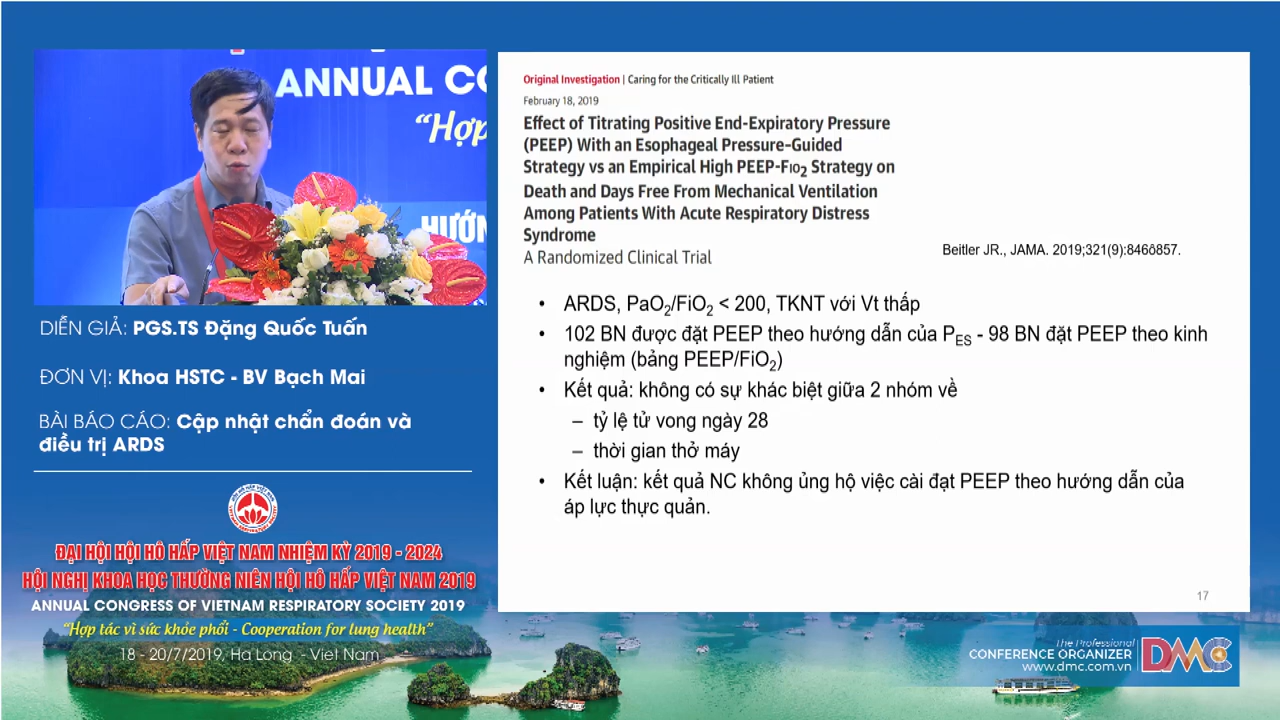 ANNUAL CO
“Hợp
HƯỚN
DIỄN GIẢ: PGS.TS Đặng Quốc Tuấn
ĐƠN VỊ: Khoa HSTC - BV Bạch Mai
BÀI BÁO CÁO: Cập nhật chẩn đoán và
điều trị ARDS
HỘI HÔ HẤP VIỆT NAM
VIETNAM RESPIRATORY SOCIETY
ĐẠI HỘI HỘI HÔ HẤP VIỆT NAM NHIỆM KỲ 2019 - 2024
HỘI NGHỊ KHOA HỌC THƯỜNG NIÊN HỘI HÔ HẤP VIỆT NAM 2019
ANNUAL CONGRESS OF VIETNAM RESPIRATORY SOCIETY 2019
“Hợp tác vì sức khỏe phổi - Cooperation for lung health”
18 - 20/7/2019, Ha Long - Viet Nam
Original Investigation | Caring for the Critically Ill Patient
February 18, 2019
Effect of Titrating Positive End-Expiratory Pressure
(PEEP) With an Esophageal Pressure–Guided
Strategy vs an Empirical High PEEP-FIO2 Strategy on
Death and Days Free From Mechanical Ventilation
Among Patients With Acute Respiratory Distress
Syndrome
A Randomized Clinical Trial
Beitler JR., JAMA. 2019;321(9):846ô857.
• ARDS, PaO2/FiO2 < 200, TKNT với Vt thấp
• 102 BN được đặt PEEP theo hướng dẫn của PES - 98 BN đặt PEEP theo kinh
nghiệm (bảng PEEP/FiO2)
• Kết quả: không có sự khác biệt giữa 2 nhóm về
– tỷ lệ tử vong ngày 28
– thời gian thở máy
• Kết luận: kết quả NC không ủng hộ việc cài đặt PEEP theo hướng dẫn của
áp lực thực quản.
17
The Professional
CONFERENCE ORGANIZER
www.dmc.com.vn
DMC